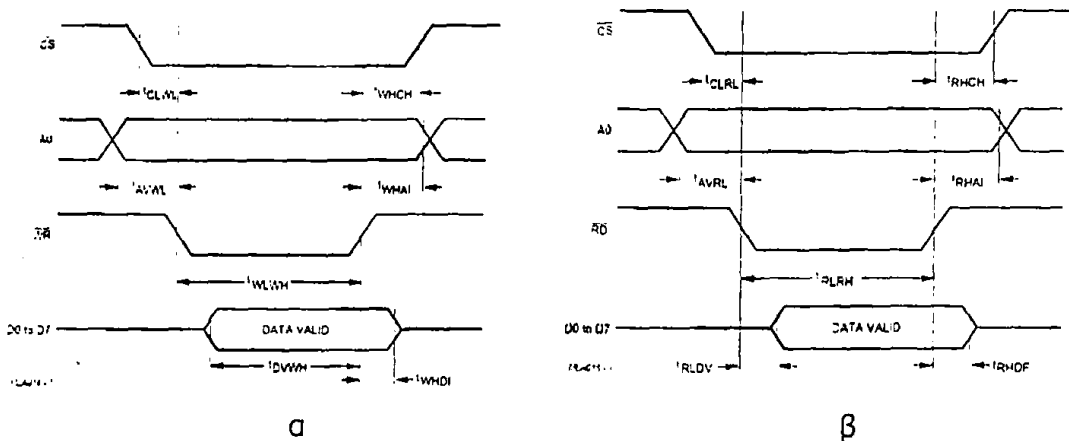 CS
tCLWL
tWHCH
A0
tAVWL
tWHAI
WR
tWLWH
D0 to D7
DATA VALID
tDVWH
tWHDI
α
CS
tCLRL
tRHCH
A0
tAVRL
tRHAI
RD
tRLRH
D0 to D7
DATA VALID
tRLDV
tRHDF
β